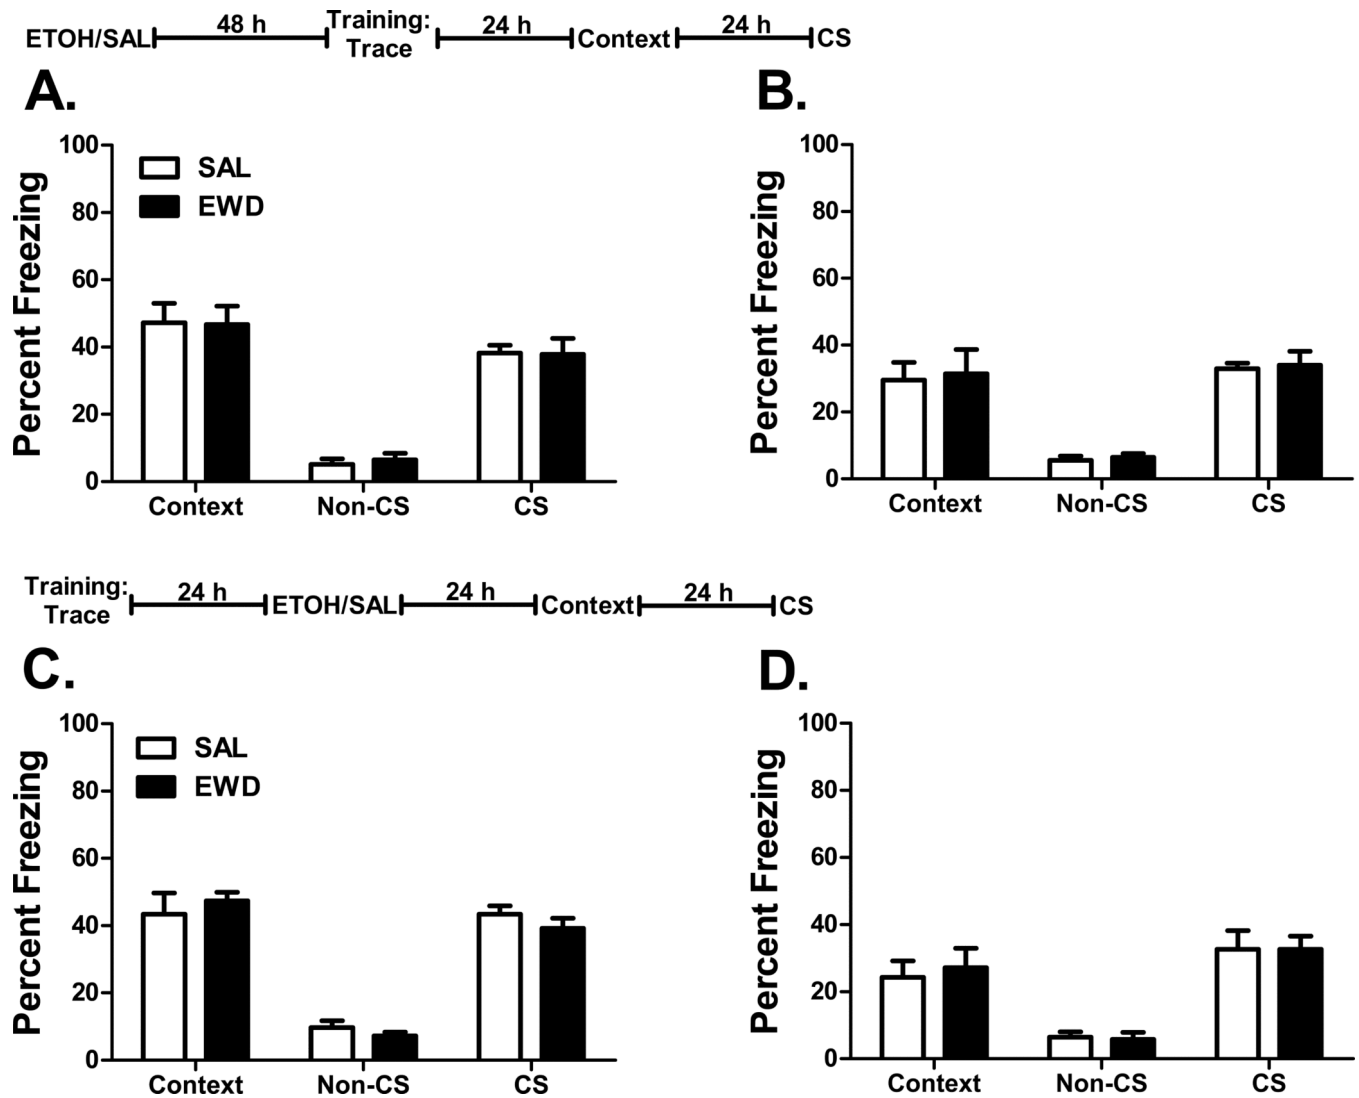 ETOH/SAL 48 h Training: Trace 24 h Context 24 h CS
A.
Percent Freezing
100
80
60
40
20
0
SAL
EWD
Context Non-CS CS
B.
Percent Freezing
100
80
60
40
20
0
Context Non-CS CS
Training: Trace 24 h ETOH/SAL 24 h Context 24 h CS
C.
Percent Freezing
100
80
60
40
20
0
SAL
EWD
Context Non-CS CS
D.
Percent Freezing
100
80
60
40
20
0
Context Non-CS CS